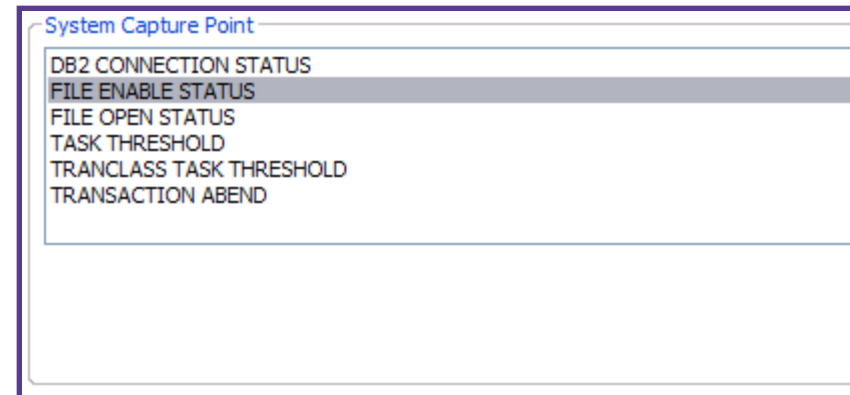 System Capture Point
DB2 CONNECTION STATUS
FILE ENABLE STATUS
FILE OPEN STATUS
TASK THRESHOLD
TRANCLASS TASK THRESHOLD
TRANSACTION ABEND